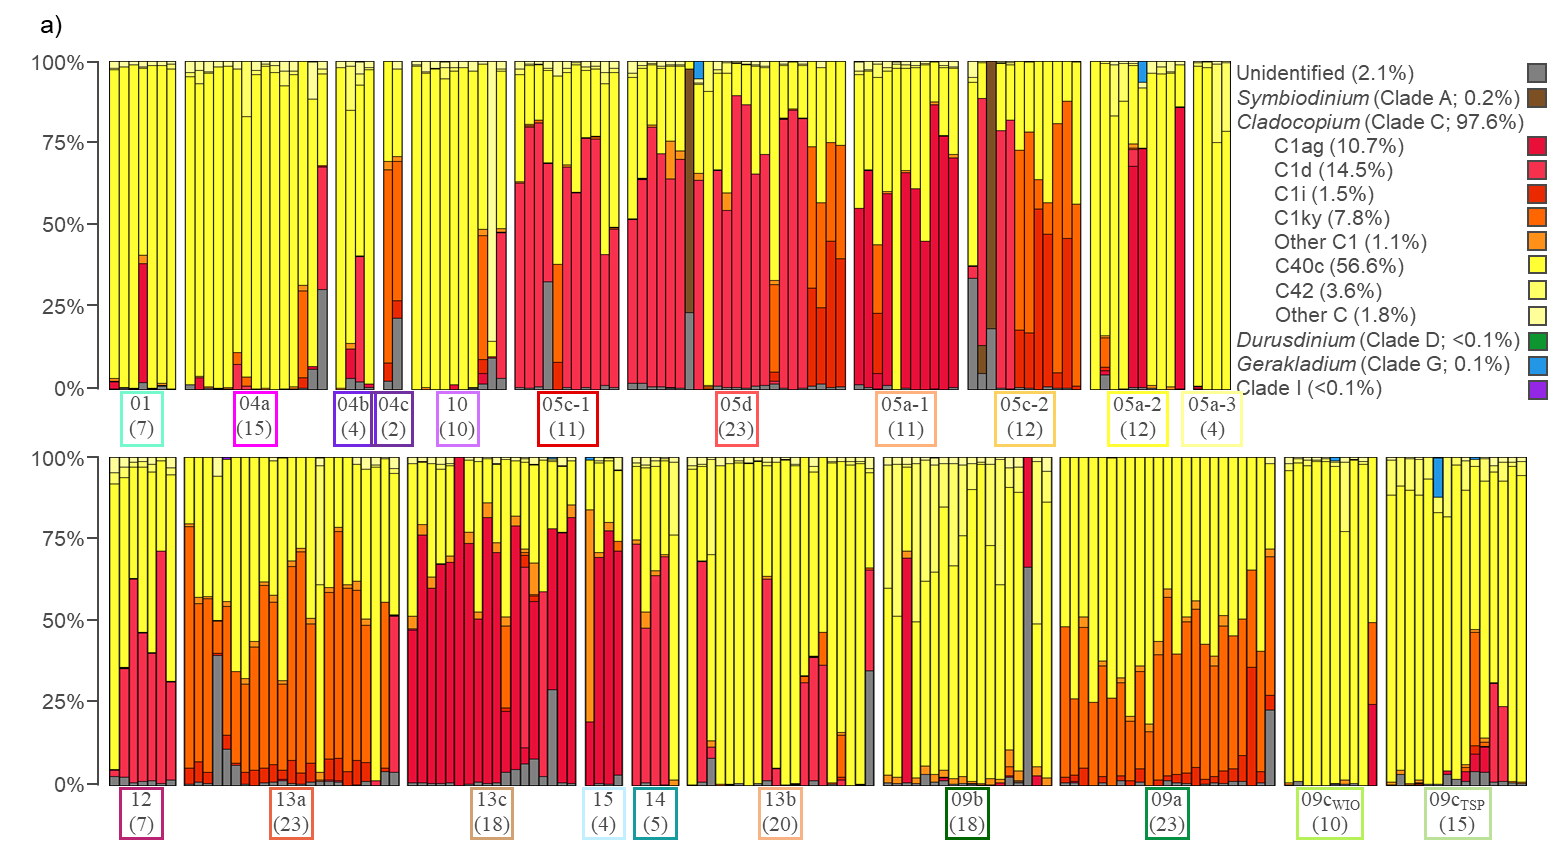 a)
100%
75%
50%
25%
0%
Unidentified (2.1%)
Symbiodinium (Clade A; 0.2%)
Cladocopium (Clade C; 97.6%)
C1ag (10.7%)
C1d (14.5%)
C1i (1.5%)
C1ky (7.8%)
Other C1 (1.1%)
C40c (56.6%)
C42 (3.6%)
Other C (1.8%)
Durusdinium (Clade D; <0.1%)
Gerakladium (Clade G; 0.1%)
Clade I (<0.1%)
01 04a 04b 04c 10 05c-1 05d 05a-1 05c-2 05a-2 05a-3
(7) (15) (4) (2) (10) (11) (23) (11) (12) (12) (4)
100%
75%
50%
25%
0%
12 13a 13c 15 14 13b 09b 09a 09cWIO 09cTSP
(7) (23) (18) (4) (5) (20) (18) (23) (10) (15)